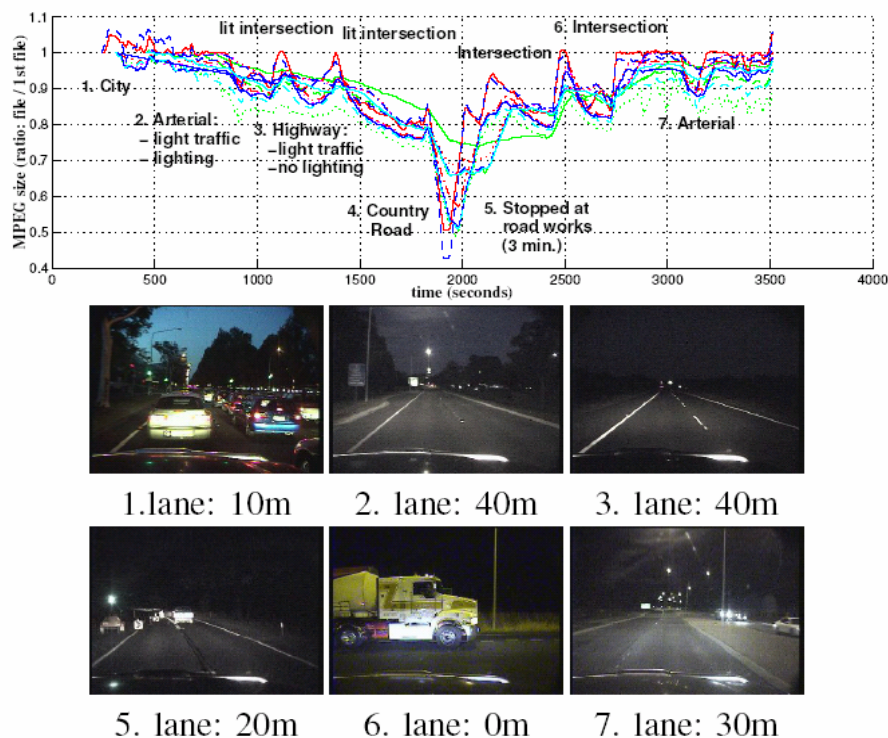 1.1
1
0.9
0.8
0.7
0.6
0.5
0.4
MPEG size (ratio: file / 1st file)
lit intersection
lit intersection
6. Intersection
Intersection
1. City
2. Arterial:
– light traffic
– lighting
3. Highway:
–light traffic
–no lighting
7. Arterial
4. Country
Road
5. Stopped at
road works
(3 min.)
0 500 1000 1500 2000 2500 3000 3500 4000
time (seconds)
1.lane: 10m
2. lane: 40m
3. lane: 40m
5. lane: 20m
6. lane: 0m
7. lane: 30m